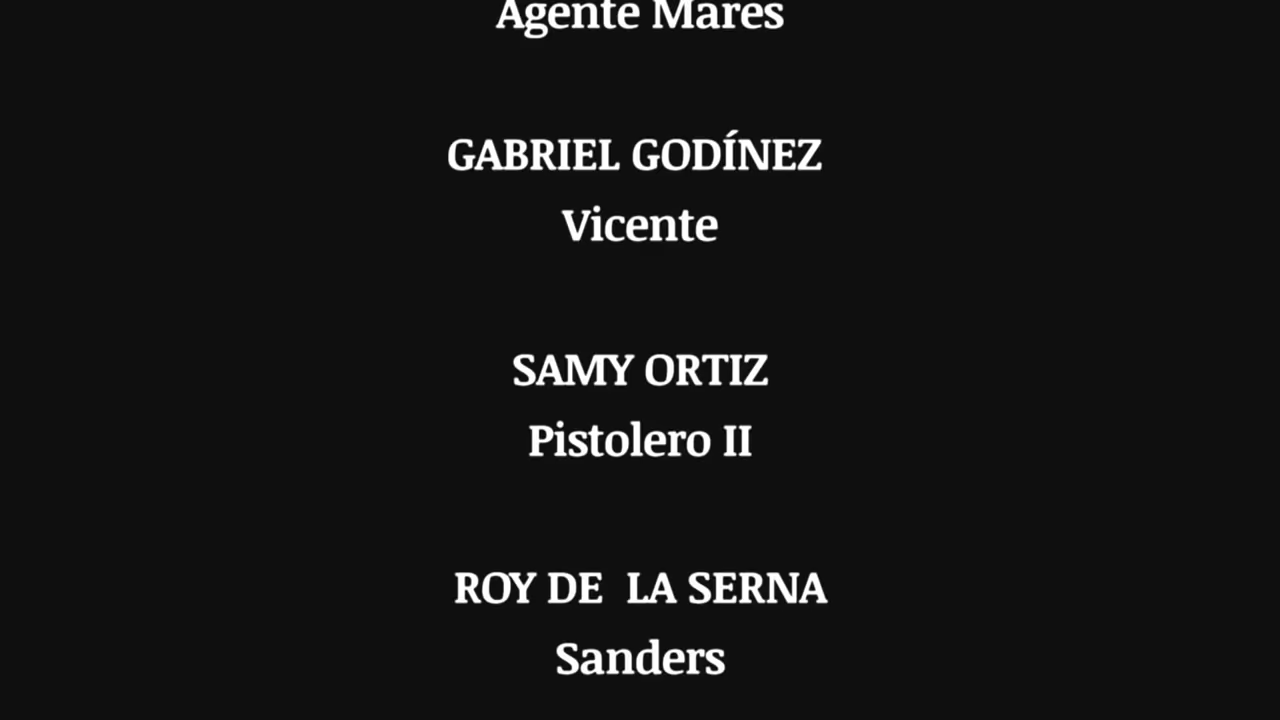 Agente Mares
GABRIEL GODÍNEZ
Vicente
SAMY ORTIZ
Pistolero II
ROY DE  LA SERNA
Sanders